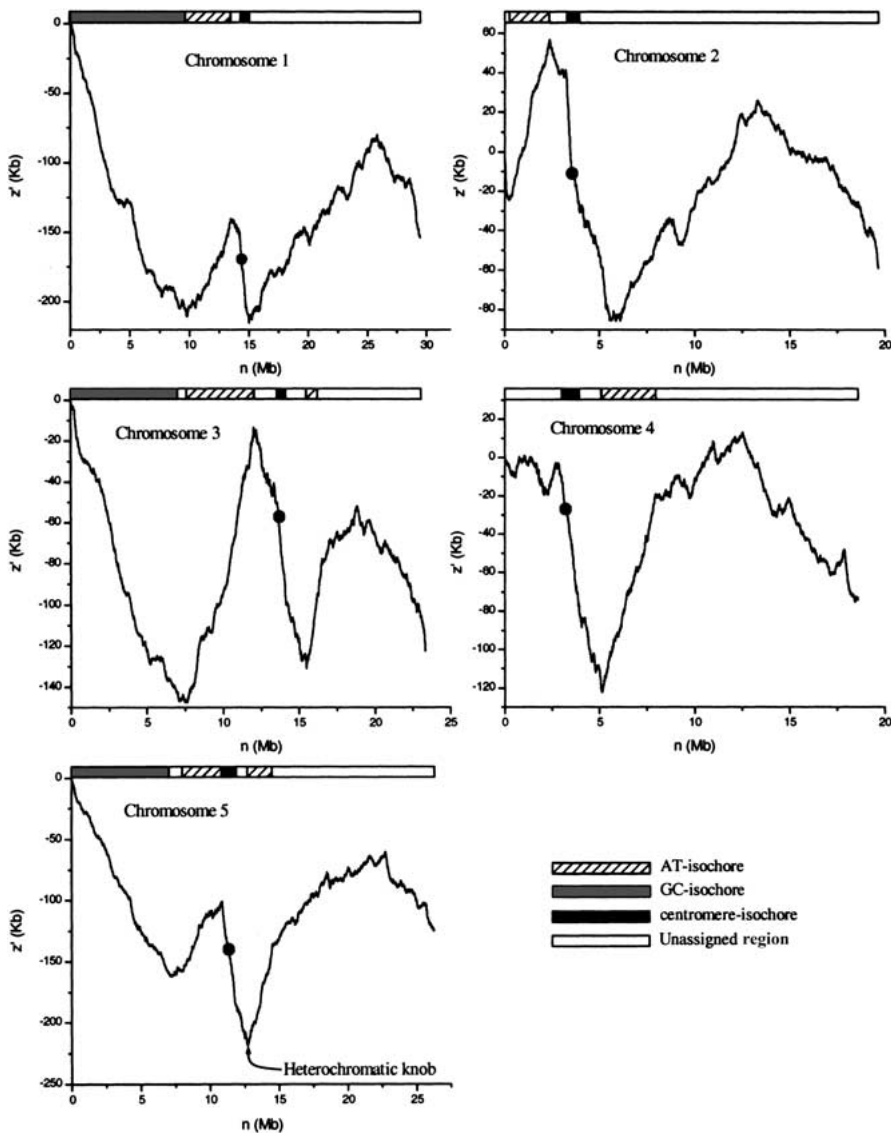 Chromosome 1
z' (Kb)
0
-50
-100
-150
-200
0 5 10 15 20 25 30
n (Mb)
Chromosome 2
z' (Kb)
60
40
20
0
-20
-40
-60
-80
0 5 10 15 20
n (Mb)
Chromosome 3
z' (Kb)
0
-20
-40
-60
-80
-100
-120
-140
0 5 10 15 20 25
n (Mb)
Chromosome 4
z' (Kb)
20
0
-20
-40
-60
-80
-100
-120
0 5 10 15 20
n (Mb)
Chromosome 5
z' (Kb)
0
-50
-100
-150
-200
-250
Heterochromatic knob
0 5 10 15 20 25
n (Mb)
AT-isochore
GC-isochore
centromere-isochore
Unassigned region